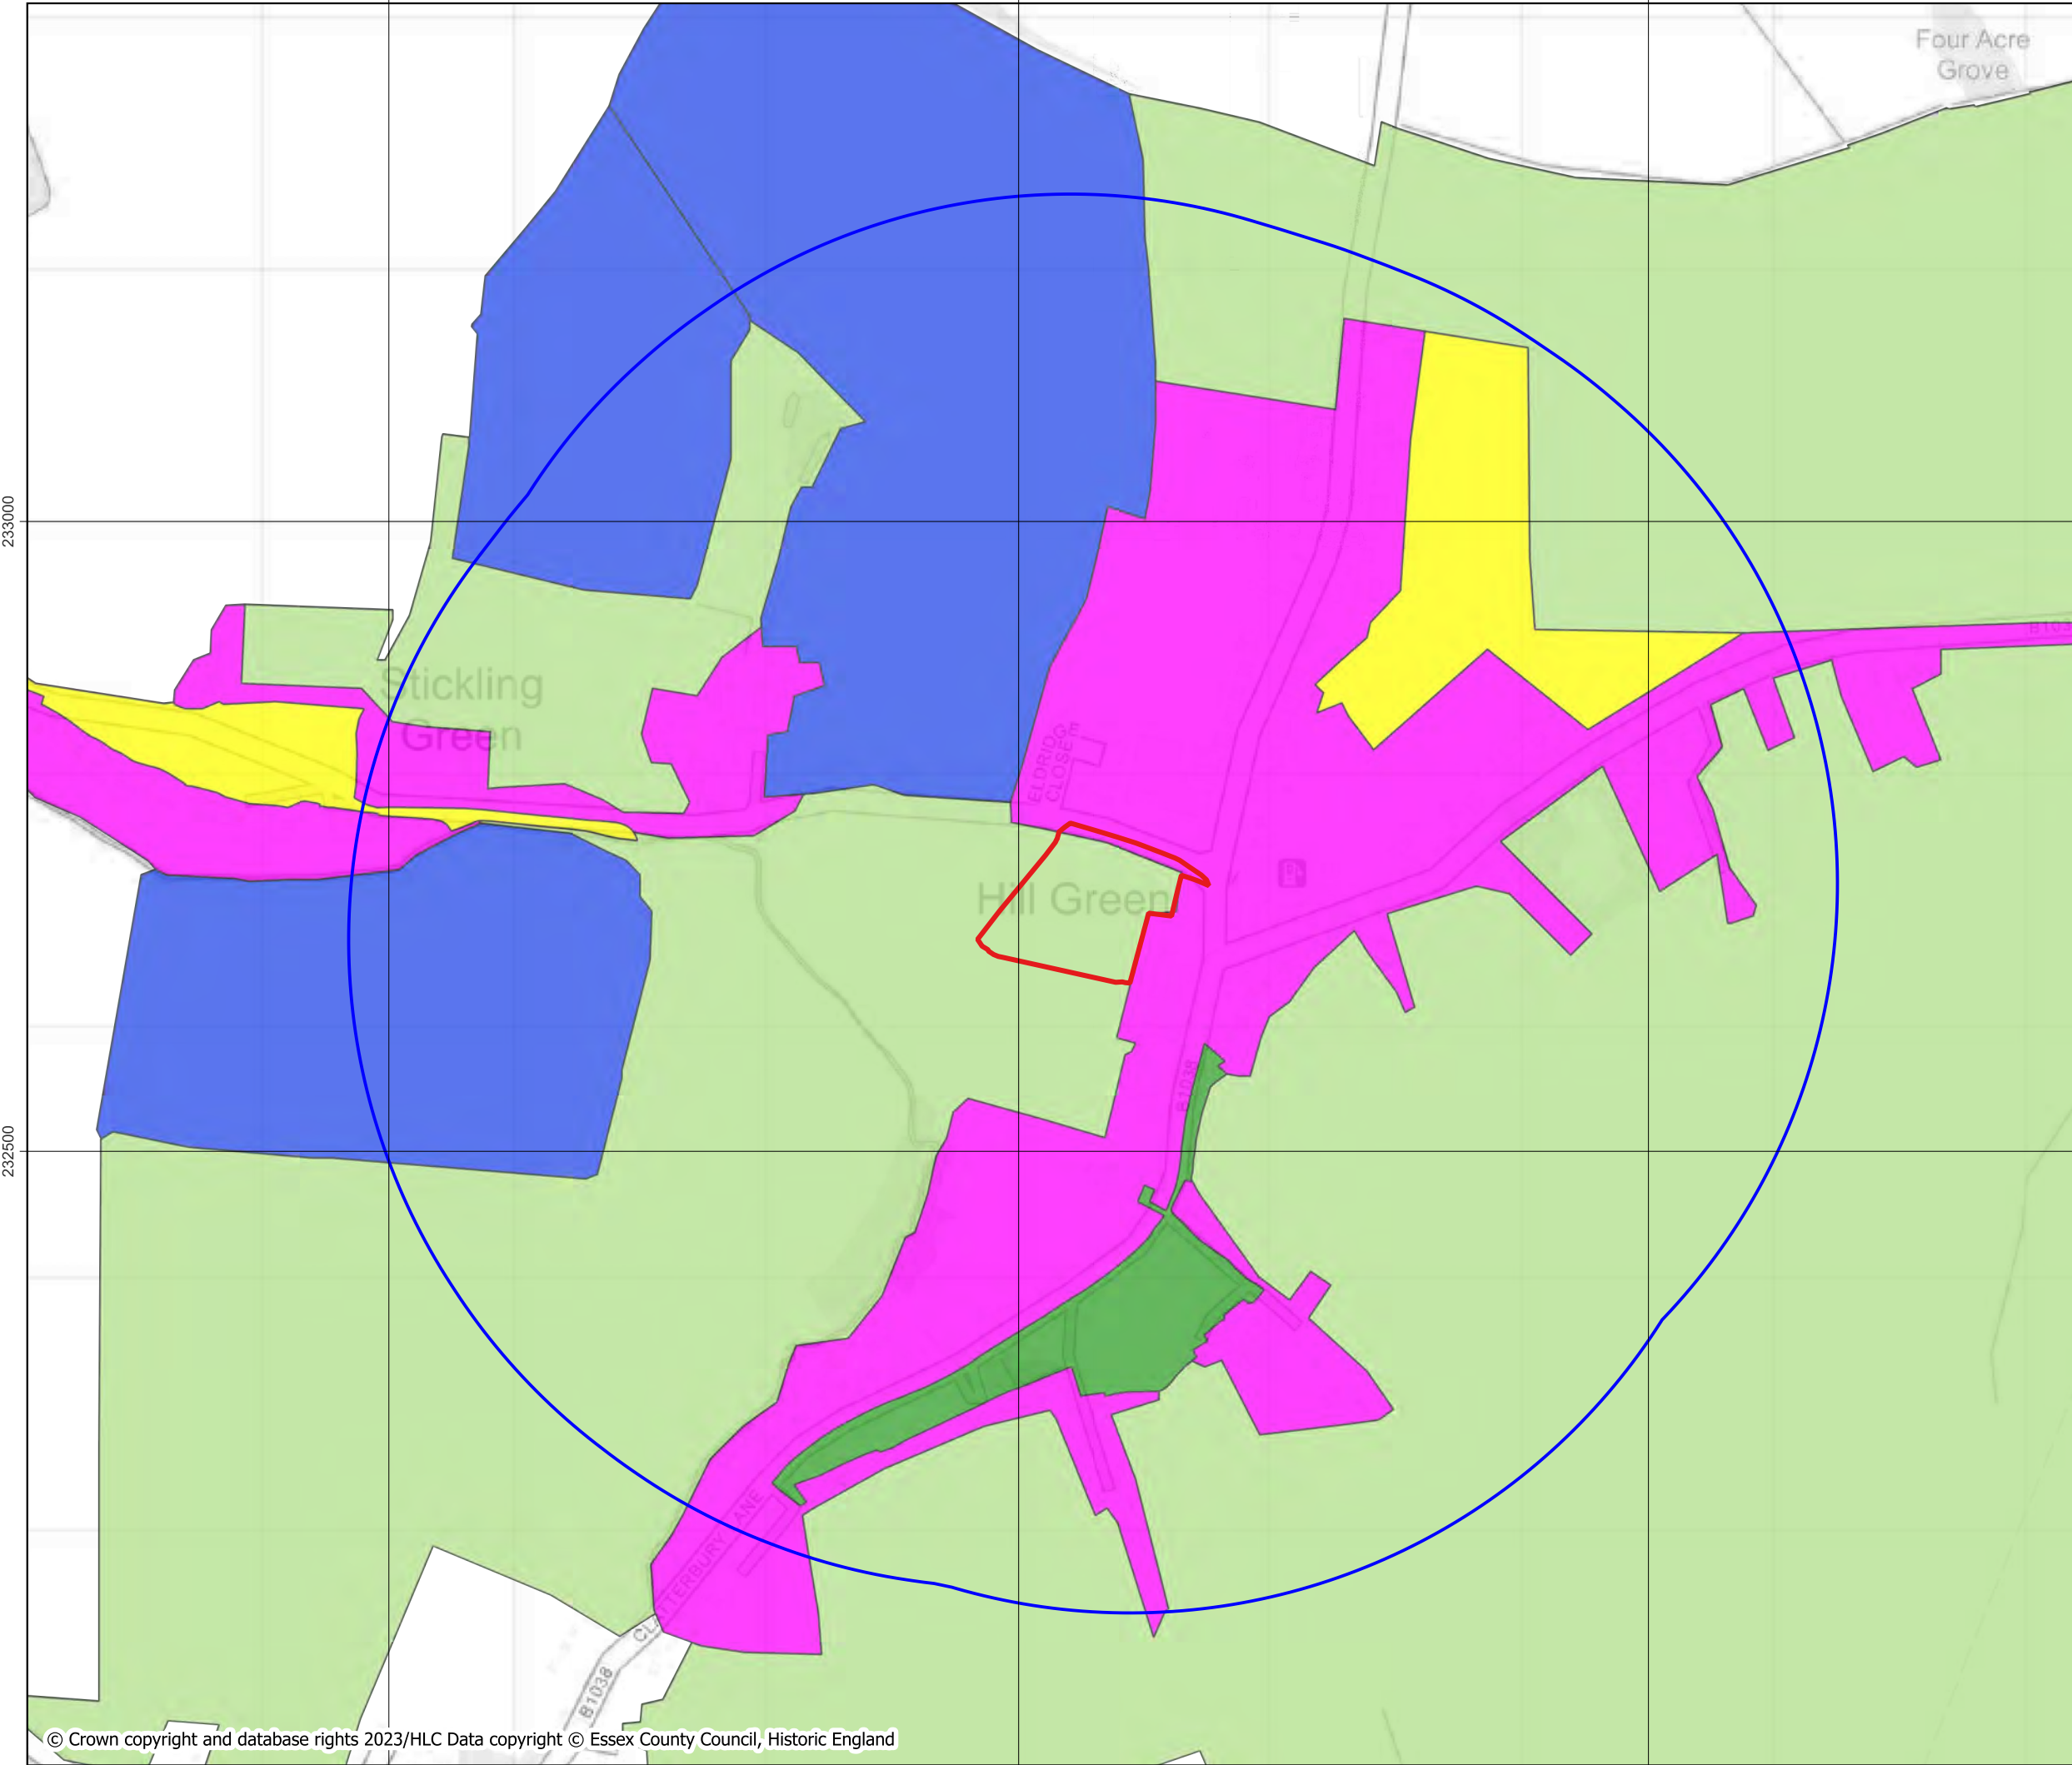 Four Acre
Grove
233000
B103
Stickling
Green
ELDRIDGE
CLOSE
Hill Green
B1038
232500
CLATTERBURY LANE
B1038
© Crown copyright and database rights 2023/HLC Data copyright © Essex County Council, Historic England